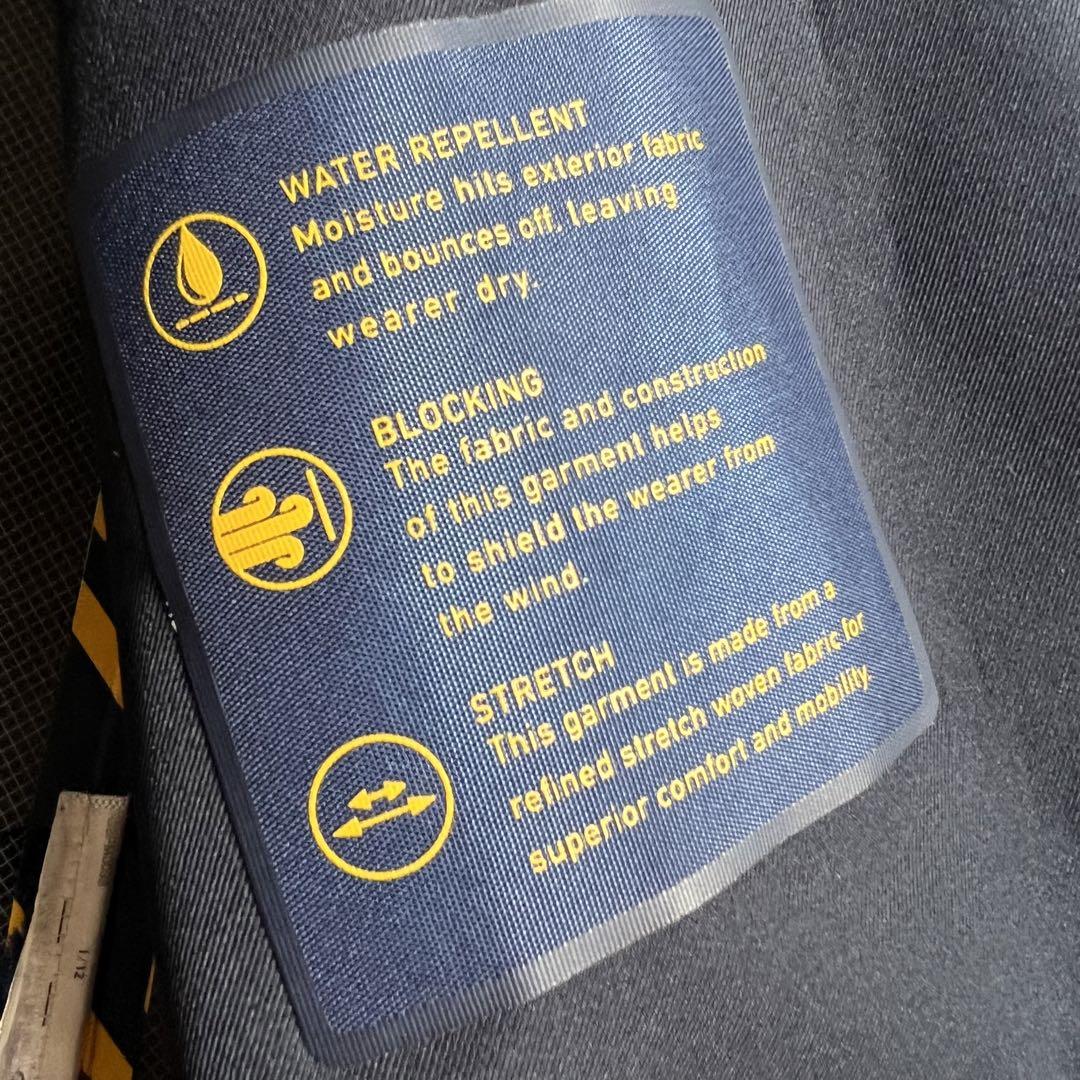 WATER REPELLENT
Moisture hits exterior fabric
and bounces off, leaving
wearer dry.
BLOCKING
The fabric and construction
of this garment helps
to shield the wearer from
the wind.
STRETCH
This garment is made from a
refined stretch woven fabric for
superior comfort and mobility.
1/12